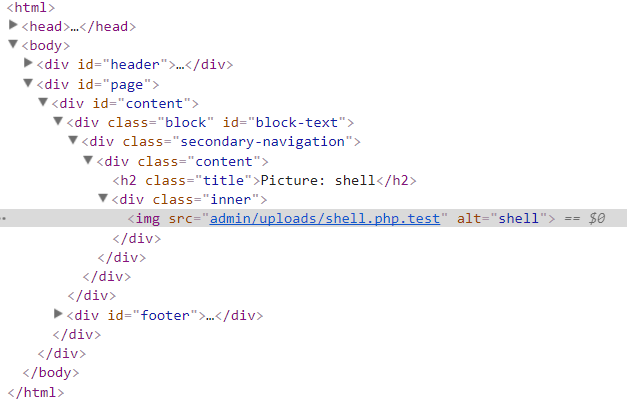 <html>
<head>…</head>
<body>
<div id="header">…</div>
<div id="page">
<div id="content">
<div class="block" id="block-text">
<div class="secondary-navigation">
<div class="content">
<h2 class="title">Picture: shell</h2>
<div class="inner">
<img src="admin/uploads/shell.php.test" alt="shell"> == $0
</div>
</div>
</div>
</div>
<div id="footer">…</div>
</div>
</div>
</body>
</html>